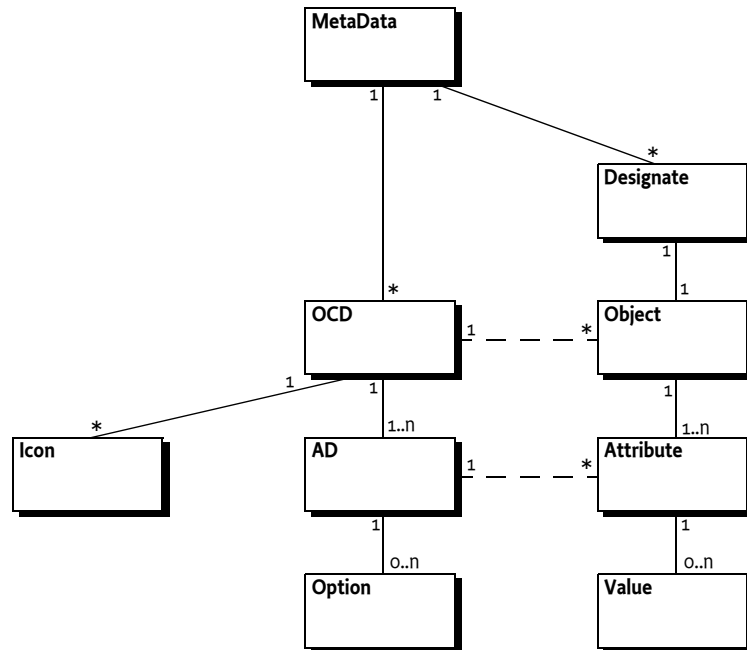 MetaData
1 1
*
Designate
1
* 1
OCD Object
1 *
1 1 1
* 1..n 1..n
Icon AD Attribute
1 *
1 1
0..n 0..n
Option Value